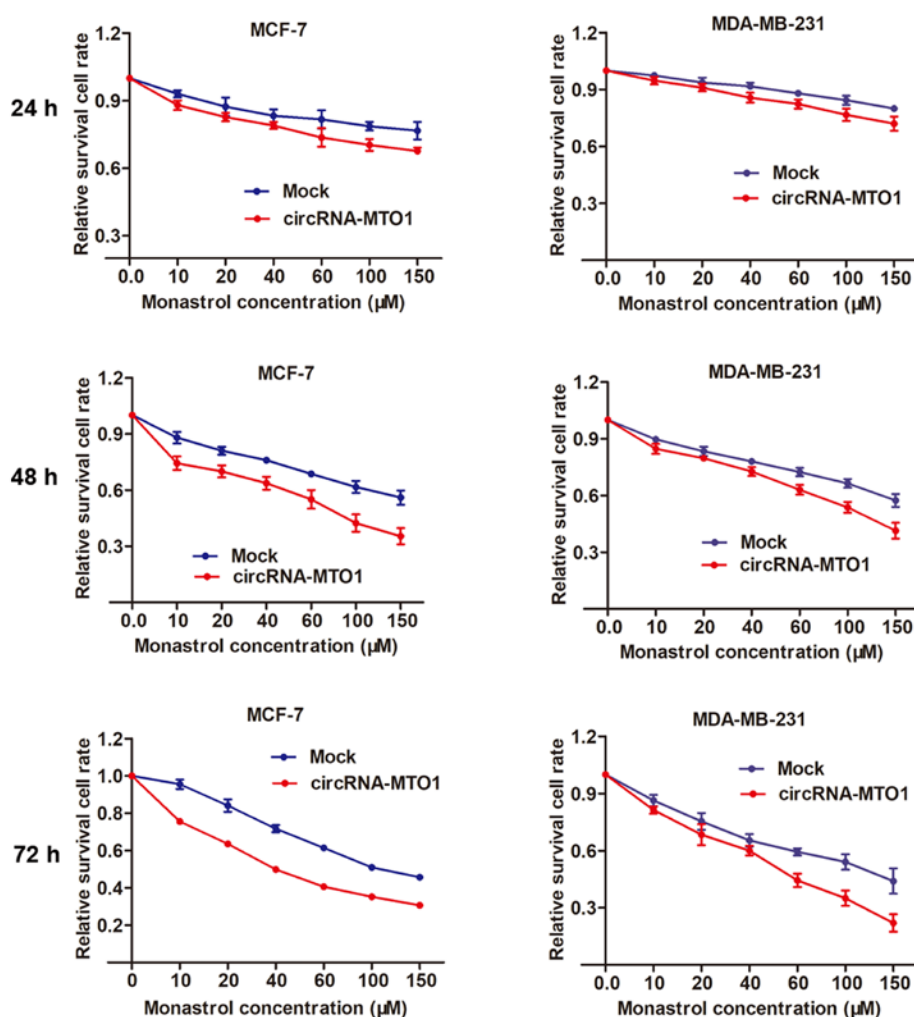 MCF-7
1.2
0.9
0.6
0.3
Relative survival cell rate
24 h
Mock
circRNA-MTO1
0.0 10 20 40 60 100 150
Monastrol concentration (µM)
MDA-MB-231
1.2
0.9
0.6
0.3
Relative survival cell rate
Mock
circRNA-MTO1
0.0 10 20 40 60 100 150
Monastrol concentration (µM)
MCF-7
1.2
0.9
0.6
0.3
Relative survival cell rate
48 h
Mock
circRNA-MTO1
0.0 10 20 40 60 100 150
Monastrol concentration (µM)
MDA-MB-231
1.2
0.9
0.6
0.3
Relative survival cell rate
Mock
circRNA-MTO1
0.0 10 20 40 60 100 150
Monastrol concentration (µM)
MCF-7
1.2
1.0
0.8
0.6
0.4
0.2
Relative survival cell rate
72 h
Mock
circRNA-MTO1
0 10 20 40 60 100 150
Monastrol concentration (µM)
MDA-MB-231
1.2
0.9
0.6
0.3
Relative survival cell rate
Mock
circRNA-MTO1
0.0 10 20 40 60 100 150
Monastrol concentration (µM)